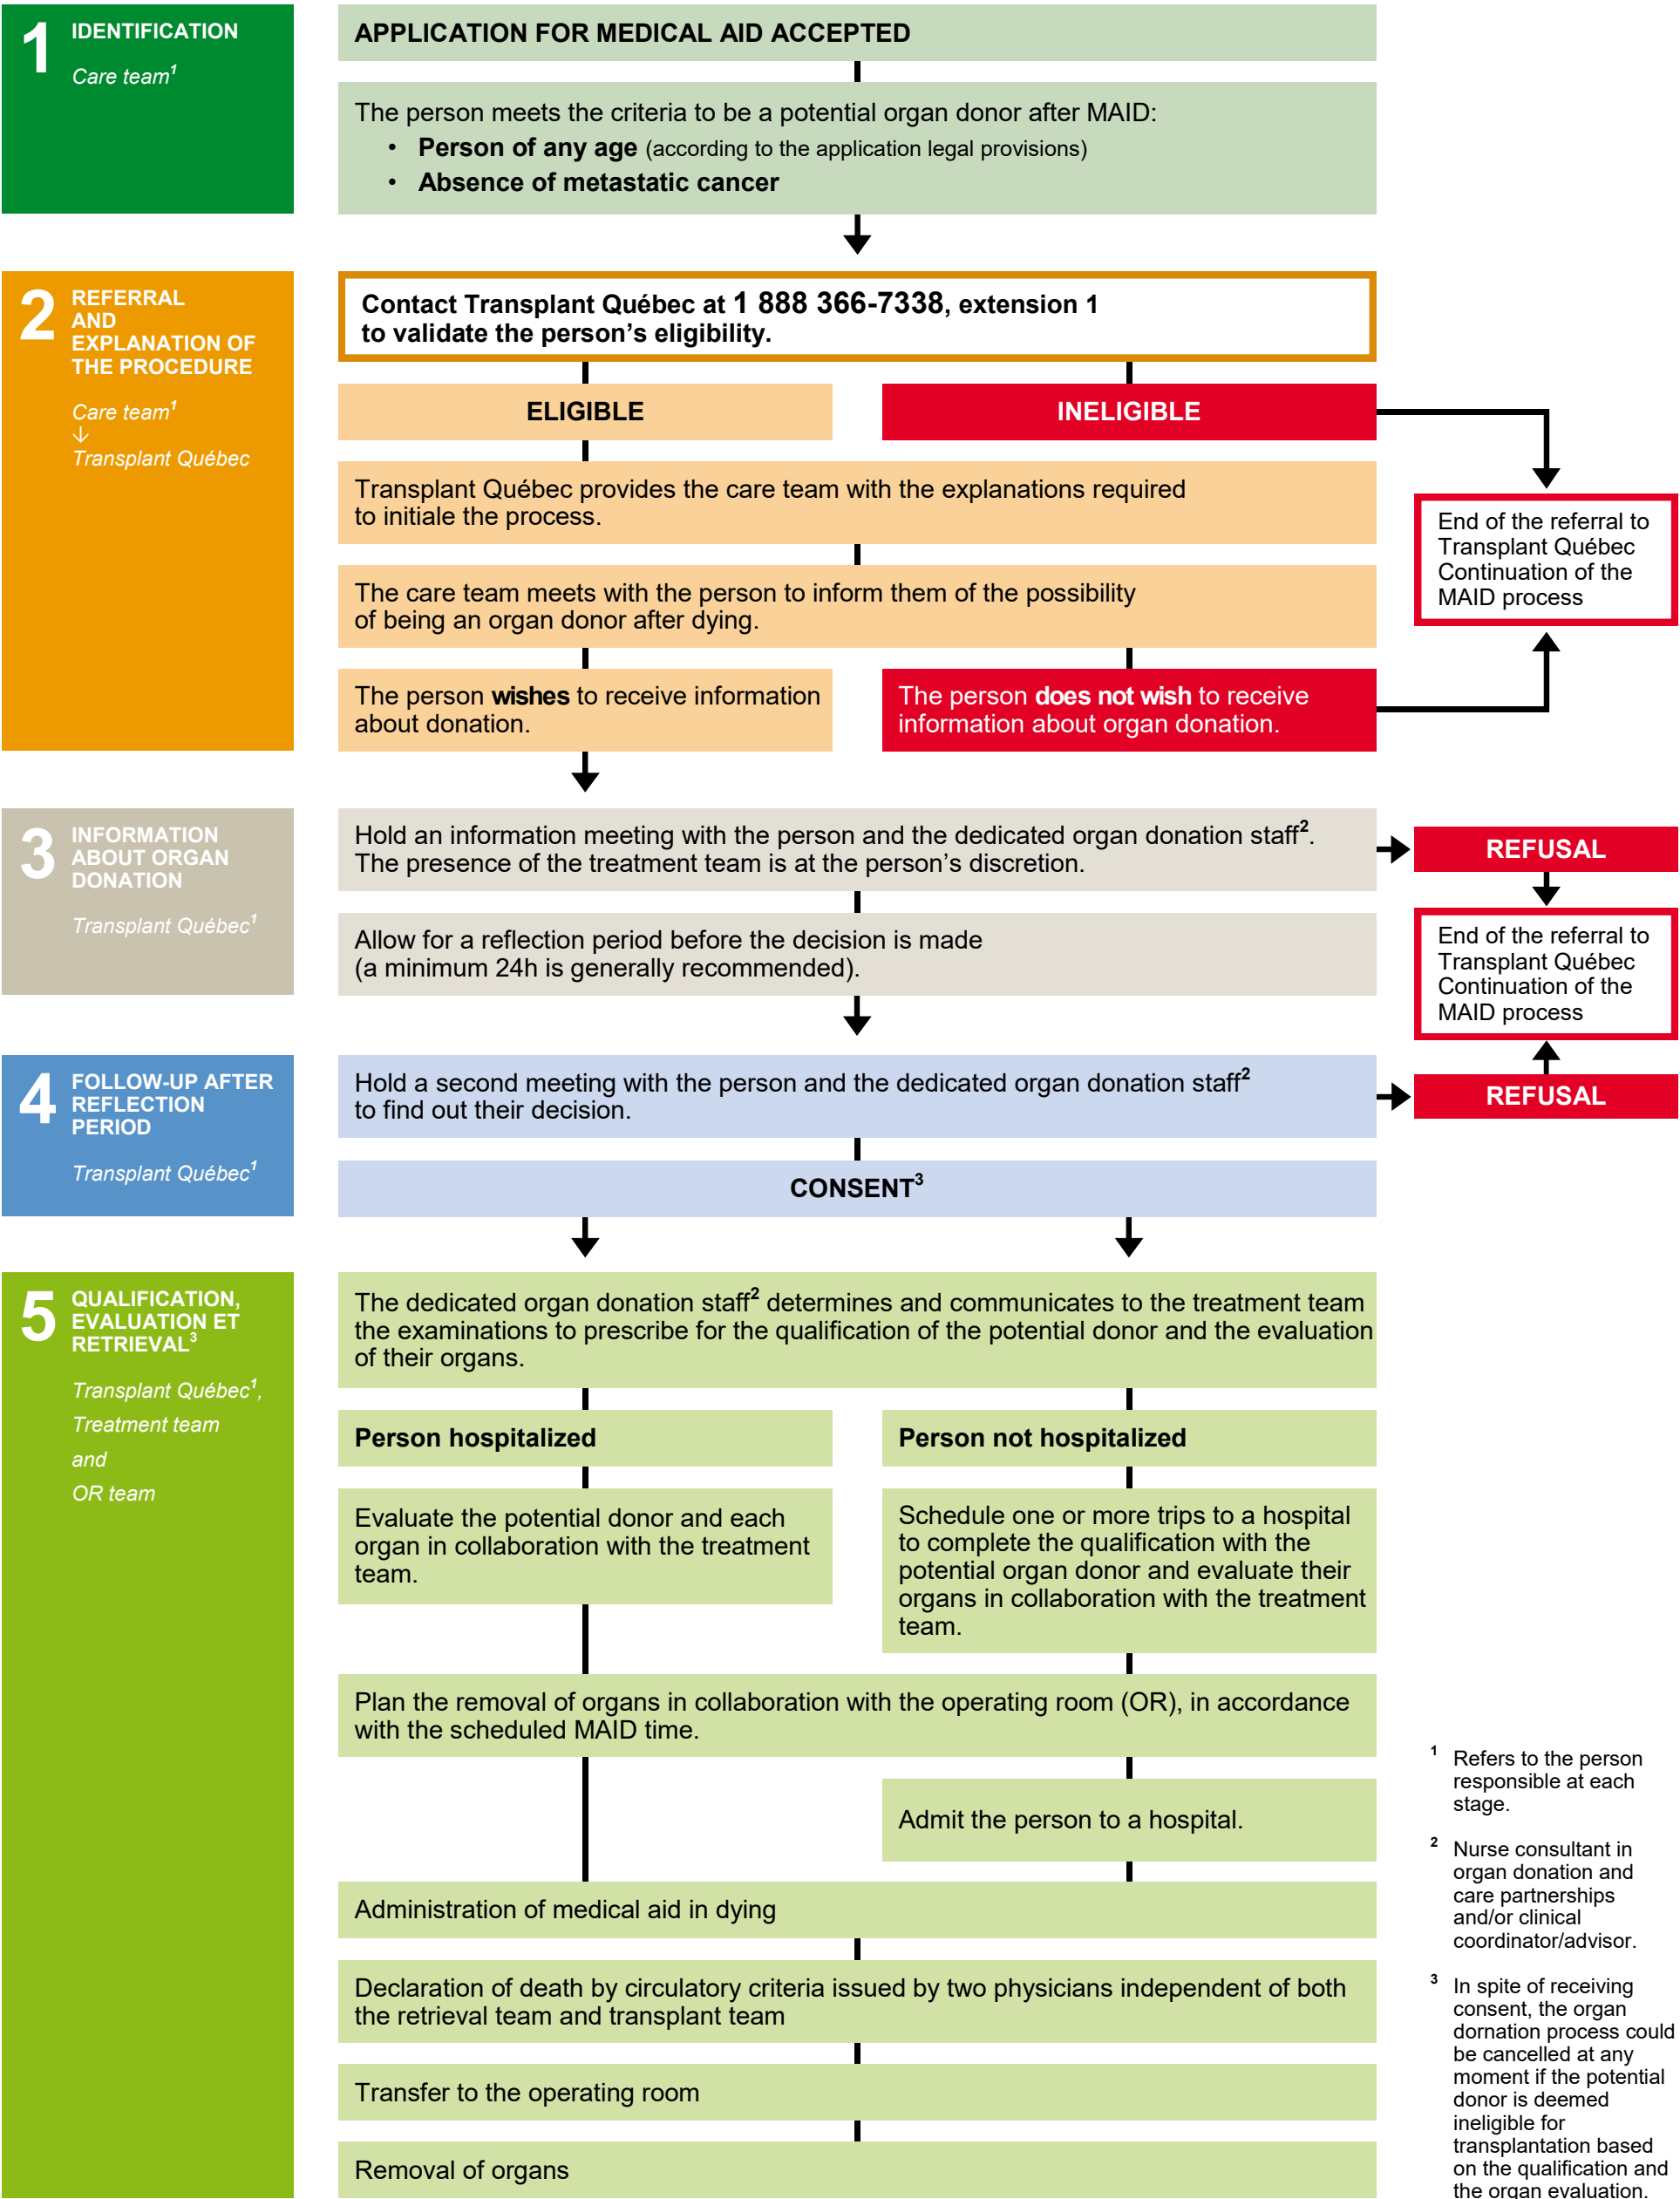 1 IDENTIFICATION
Care team1
APPLICATION FOR MEDICAL AID ACCEPTED
The person meets the criteria to be a potential organ donor after MAID:
• Person of any age (according to the application legal provisions)
• Absence of metastatic cancer
2 REFERRAL
AND
EXPLANATION OF
THE PROCEDURE
Care team1
↓
Transplant Québec
Contact Transplant Québec at 1 888 366-7338, extension 1
to validate the person's eligibility.
ELIGIBLE
INELIGIBLE
Transplant Québec provides the care team with the explanations required
to initiale the process.
End of the referral to
Transplant Québec
Continuation of the
MAID process
The care team meets with the person to inform them of the possibility
of being an organ donor after dying.
The person wishes to receive information
about donation.
The person does not wish to receive
information about organ donation.
3 INFORMATION
ABOUT ORGAN
DONATION
Transplant Québec1
Hold an information meeting with the person and the dedicated organ donation staff2.
The presence of the treatment team is at the person's discretion.
REFUSAL
Allow for a reflection period before the decision is made
(a minimum 24h is generally recommended).
End of the referral to
Transplant Québec
Continuation of the
MAID process
4 FOLLOW-UP AFTER
REFLECTION
PERIOD
Transplant Québec1
Hold a second meeting with the person and the dedicated organ donation staff2
to find out their decision.
REFUSAL
CONSENT3
5 QUALIFICATION,
EVALUATION ET
RETRIEVAL3
Transplant Québec1,
Treatment team
and
OR team
The dedicated organ donation staff2 determines and communicates to the treatment team
the examinations to prescribe for the qualification of the potential donor and the evaluation
of their organs.
Person hospitalized
Person not hospitalized
Evaluate the potential donor and each
organ in collaboration with the treatment
team.
Schedule one or more trips to a hospital
to complete the qualification with the
potential organ donor and evaluate their
organs in collaboration with the treatment
team.
Plan the removal of organs in collaboration with the operating room (OR), in accordance
with the scheduled MAID time.
Admit the person to a hospital.
Administration of medical aid in dying
Declaration of death by circulatory criteria issued by two physicians independent of both
the retrieval team and transplant team
Transfer to the operating room
Removal of organs
1 Refers to the person
responsible at each
stage.
2 Nurse consultant in
organ donation and
care partnerships
and/or clinical
coordinator/advisor.
3 In spite of receiving
consent, the organ
dornation process could
be cancelled at any
moment if the potential
donor is deemed
ineligible for
transplantation based
on the qualification and
the organ evaluation.